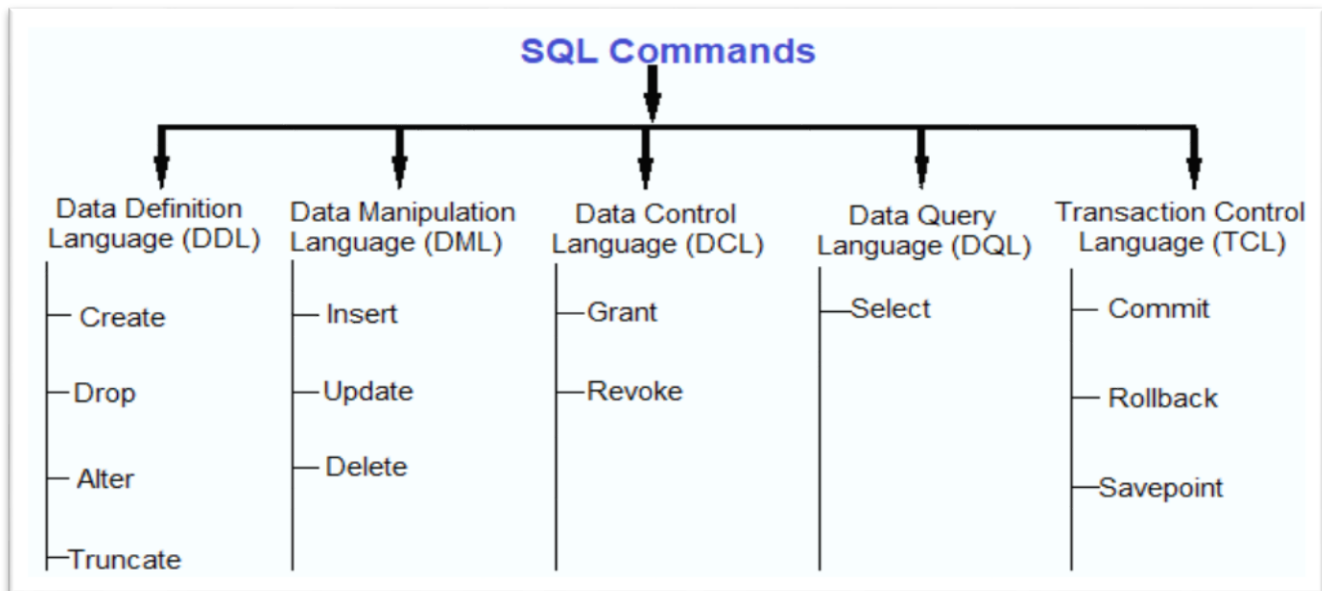 SQL Commands
Data Definition
Language (DDL)
Create
Drop
Alter
Truncate
Data Manipulation
Language (DML)
Insert
Update
Delete
Data Control
Language (DCL)
Grant
Revoke
Data Query
Language (DQL)
Select
Transaction Control
Language (TCL)
Commit
Rollback
Savepoint